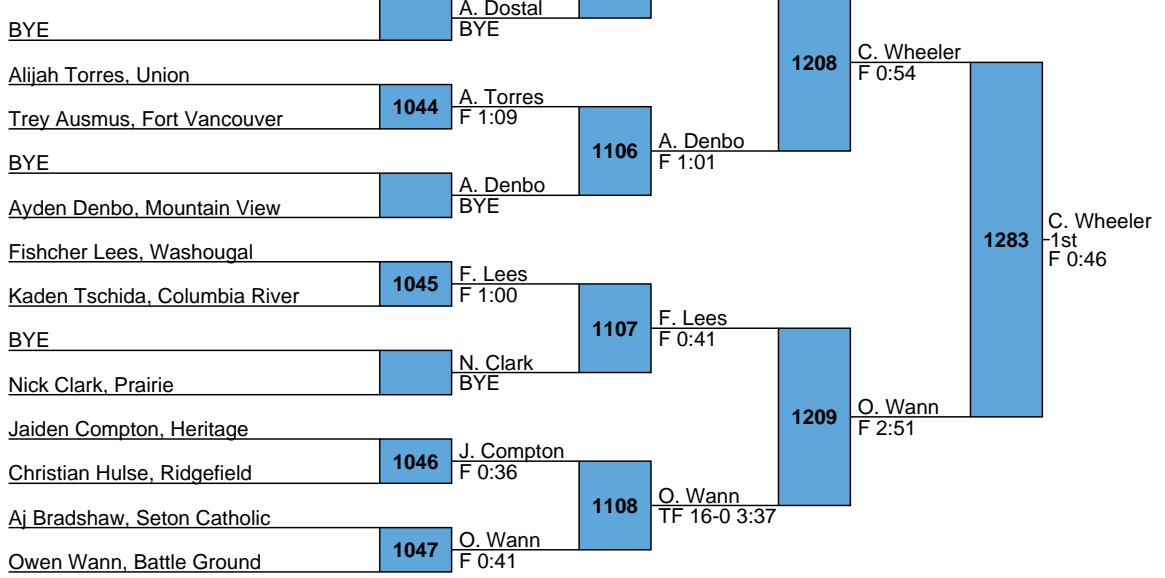 A. Dostal
BYE
BYE
1208
C. Wheeler
F 0:54
Alijah Torres, Union
1044
A. Torres
F 1:09
Trey Ausmus, Fort Vancouver
1106
A. Denbo
F 1:01
BYE
A. Denbo
BYE
Ayden Denbo, Mountain View
1283
C. Wheeler
1st
F 0:46
Fishcher Lees, Washougal
1045
F. Lees
F 1:00
Kaden Tschida, Columbia River
1107
F. Lees
F 0:41
BYE
N. Clark
BYE
Nick Clark, Prairie
1209
O. Wann
F 2:51
Jaiden Compton, Heritage
1046
J. Compton
F 0:36
Christian Hulse, Ridgefield
1108
O. Wann
TF 16-0 3:37
Aj Bradshaw, Seton Catholic
1047
O. Wann
F 0:41
Owen Wann, Battle Ground